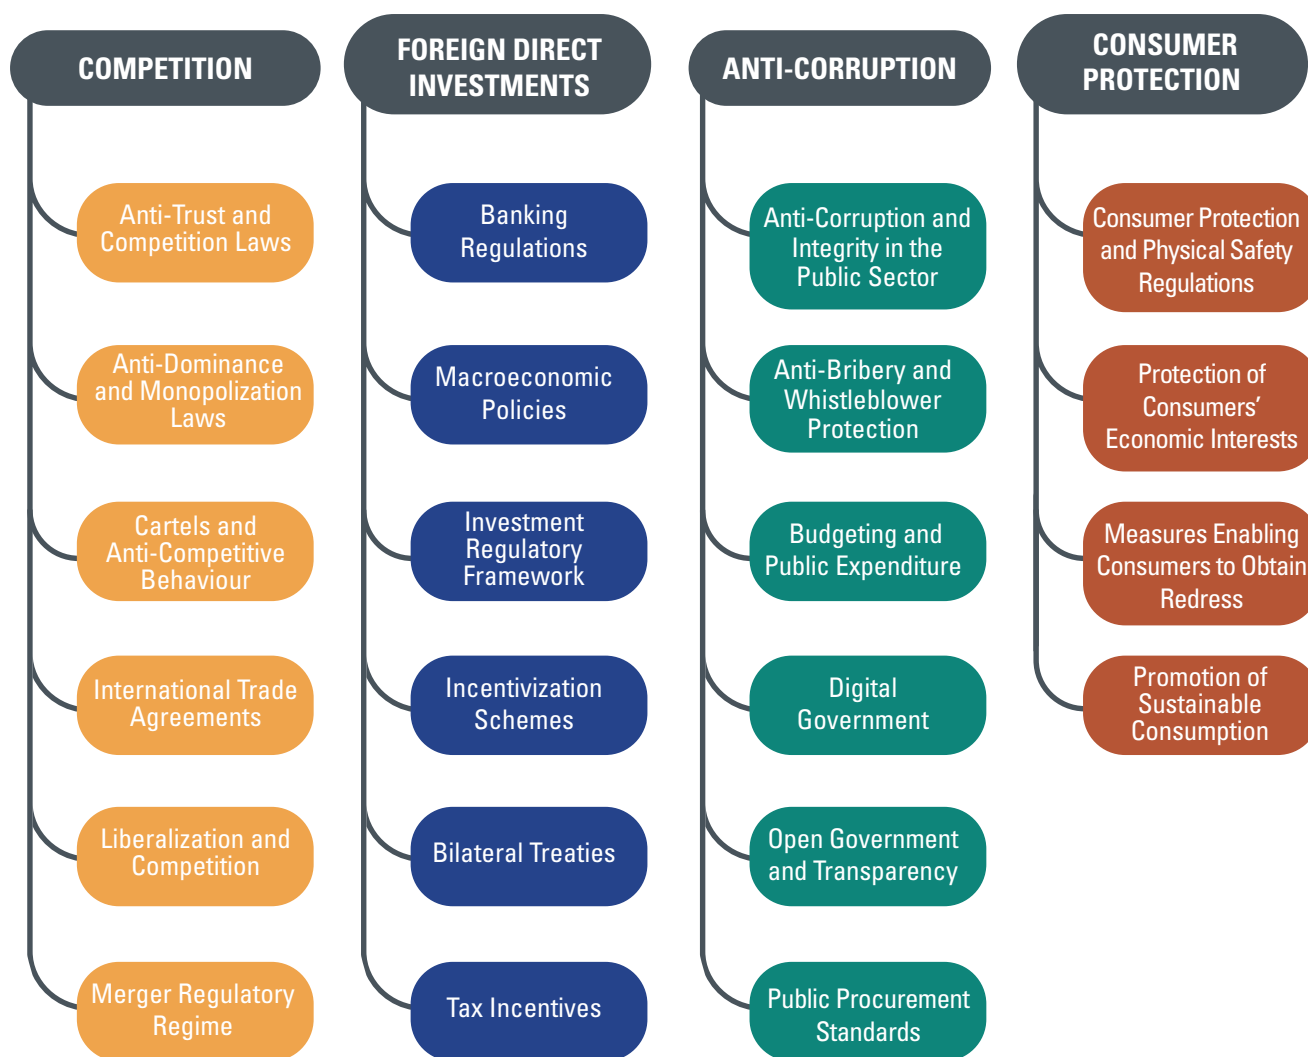 COMPETITION
Anti-Trust and
Competition Laws
Anti-Dominance
and Monopolization
Laws
Cartels and
Anti-Competitive
Behaviour
International Trade
Agreements
Liberalization and
Competition
Merger Regulatory
Regime
FOREIGN DIRECT
INVESTMENTS
Banking
Regulations
Macroeconomic
Policies
Investment
Regulatory
Framework
Incentivization
Schemes
Bilateral Treaties
Tax Incentives
ANTI-CORRUPTION
Anti-Corruption and
Integrity in the
Public Sector
Anti-Bribery and
Whistleblower
Protection
Budgeting and
Public Expenditure
Digital
Government
Open Government
and Transparency
Public Procurement
Standards
CONSUMER
PROTECTION
Consumer Protection
and Physical Safety
Regulations
Protection of
Consumers’
Economic Interests
Measures Enabling
Consumers to Obtain
Redress
Promotion of
Sustainable
Consumption